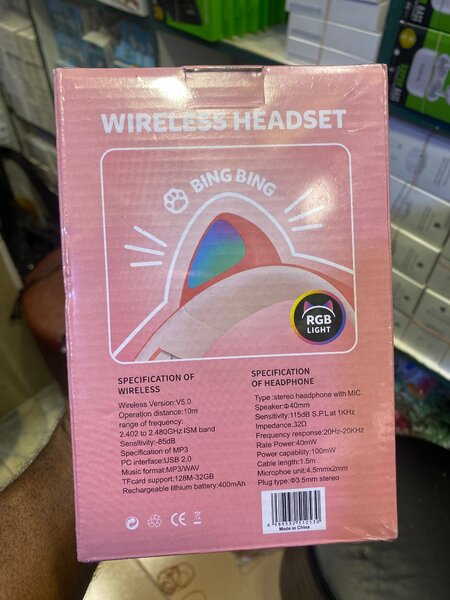 WIRELESS HEADSET
BING BING
RGB
LIGHT
SPECIFICATION OF
WIRELESS
Wireless Version:V5.0
Operation distance:10m
range of frequency:
2.402 to 2.480GHz ISM band
Sensitivity:-85dB
Specification of MP3
PC interface:USB 2.0
Music format:MP3/WAV
TFcard support:128M-32GB
Rechargeable lithium battery:400mAh
SPECIFICATION
OF HEADPHONE
Type :stereo headphone with MIC
Speaker:Φ40mm
Sensitivity:115dB S.P.L at 1KHz
Impedance:32Ω
Frequency response:20Hz-20KHz
Rate Power:40mW
Power capability:100mW
Cable length:1.5m
Microphoe unit:4.5mmx2mm
Plug type:Φ3.5mm stereo
CE
Made in China